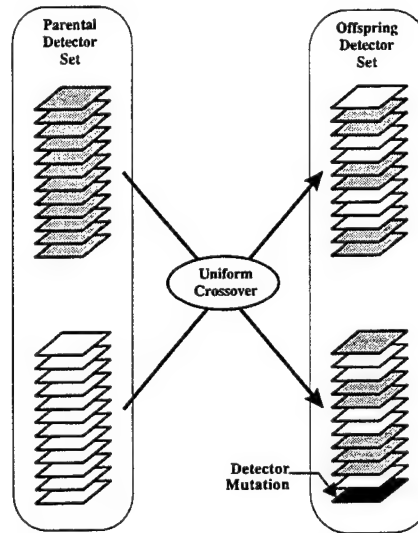 Parental
Detector
Set
Offspring
Detector
Set
Uniform
Crossover
Detector
Mutation